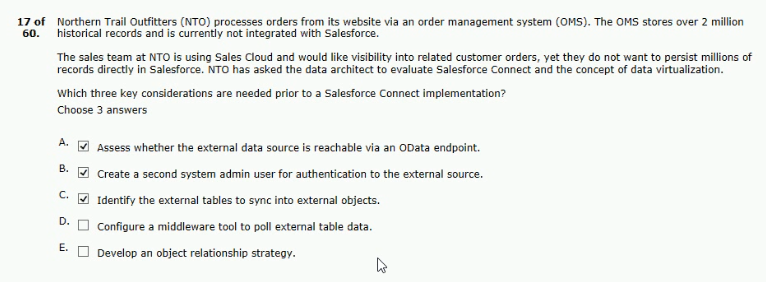 17 of Northern Trail Outfitters (NTO) processes orders from its website via an order management system (OMS). The OMS stores over 2 million
60. historical records and is currently not integrated with Salesforce.
The sales team at NTO is using Sales Cloud and would like visibility into related customer orders, yet they do not want to persist millions of
records directly in Salesforce. NTO has asked the data architect to evaluate Salesforce Connect and the concept of data virtualization.
Which three key considerations are needed prior to a Salesforce Connect implementation?
Choose 3 answers
A. Assess whether the external data source is reachable via an OData endpoint.
B. Create a second system admin user for authentication to the external source.
C. Identify the external tables to sync into external objects.
D. Configure a middleware tool to poll external table data.
E. Develop an object relationship strategy.